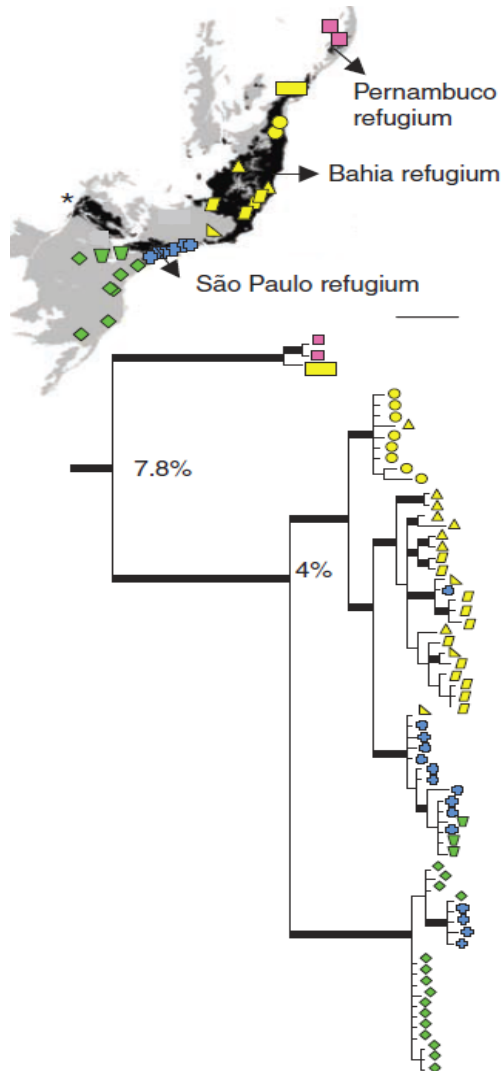 Pernambuco
refugium
Bahia refugium
*
São Paulo refugium
7.8%
4%